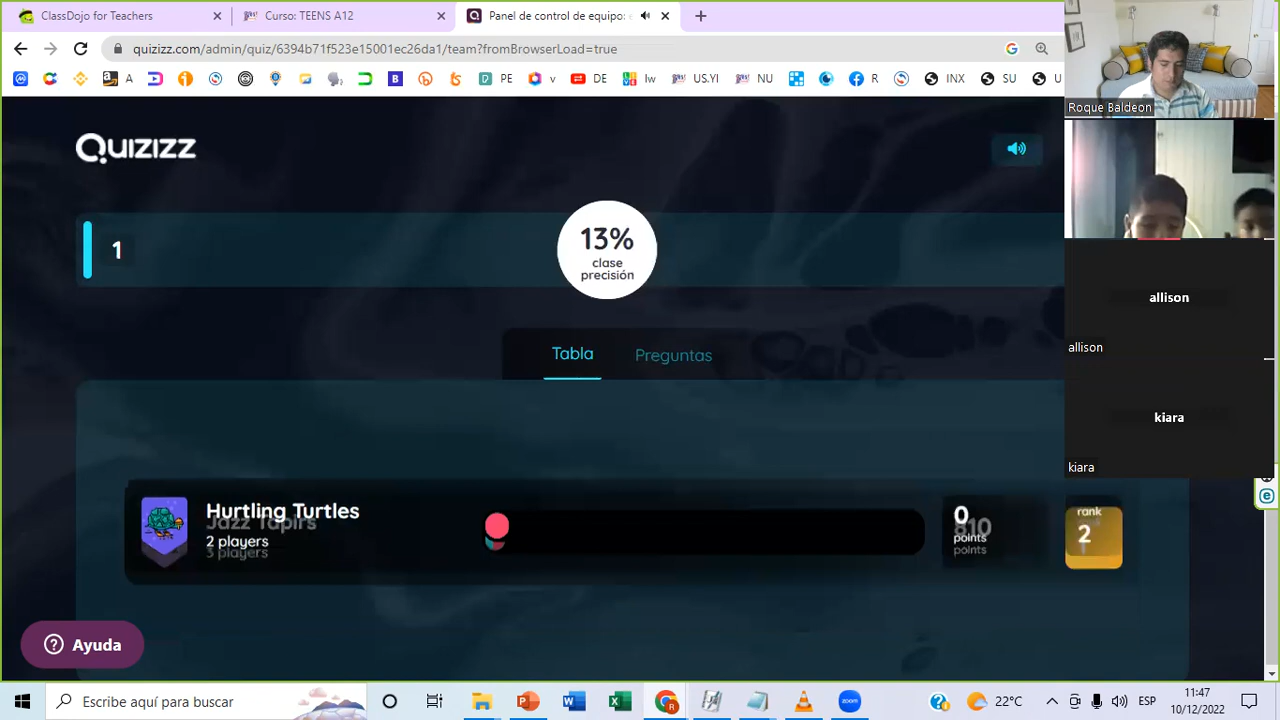 ClassDojo for Teachers
Curso: TEENS A12
Panel de control de equipo: e
quizizz.com/admin/quiz/6394b71f523e15001ec26da1/team?fromBrowserLoad=true
A
PE
v
DE
lw
US.YI
NU
R
INX
SU
U
Quizizz
1
13%
clase
precisión
Tabla
Preguntas
Hurtling Turtles
Jazz Tapirs
2 players
3 players
0
810
points
points
rank
2
Ayuda
Roque Baldeon
allison
allison
kiara
kiara
Escribe aquí para buscar
zoom
22°C
ESP
11:47
10/12/2022